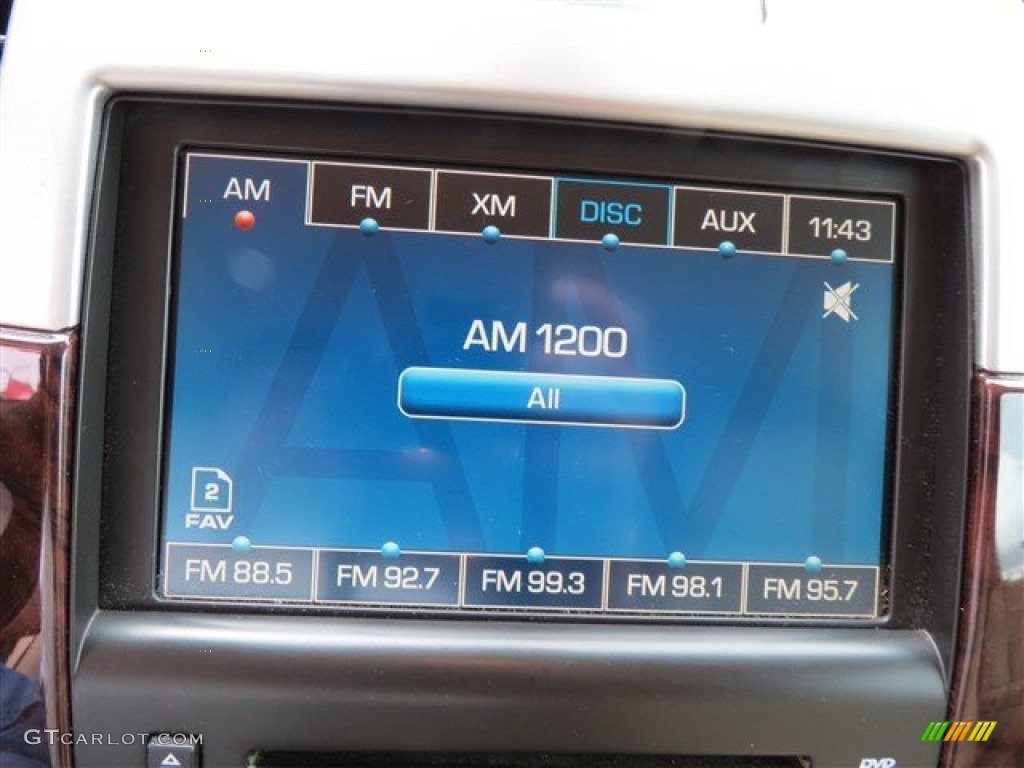 AM FM XM DISC AUX 11:43
AM 1200
All
2
FAV
FM 88.5 FM 92.7 FM 99.3 FM 98.1 FM 95.7
GTCARLOT.COM
DVD